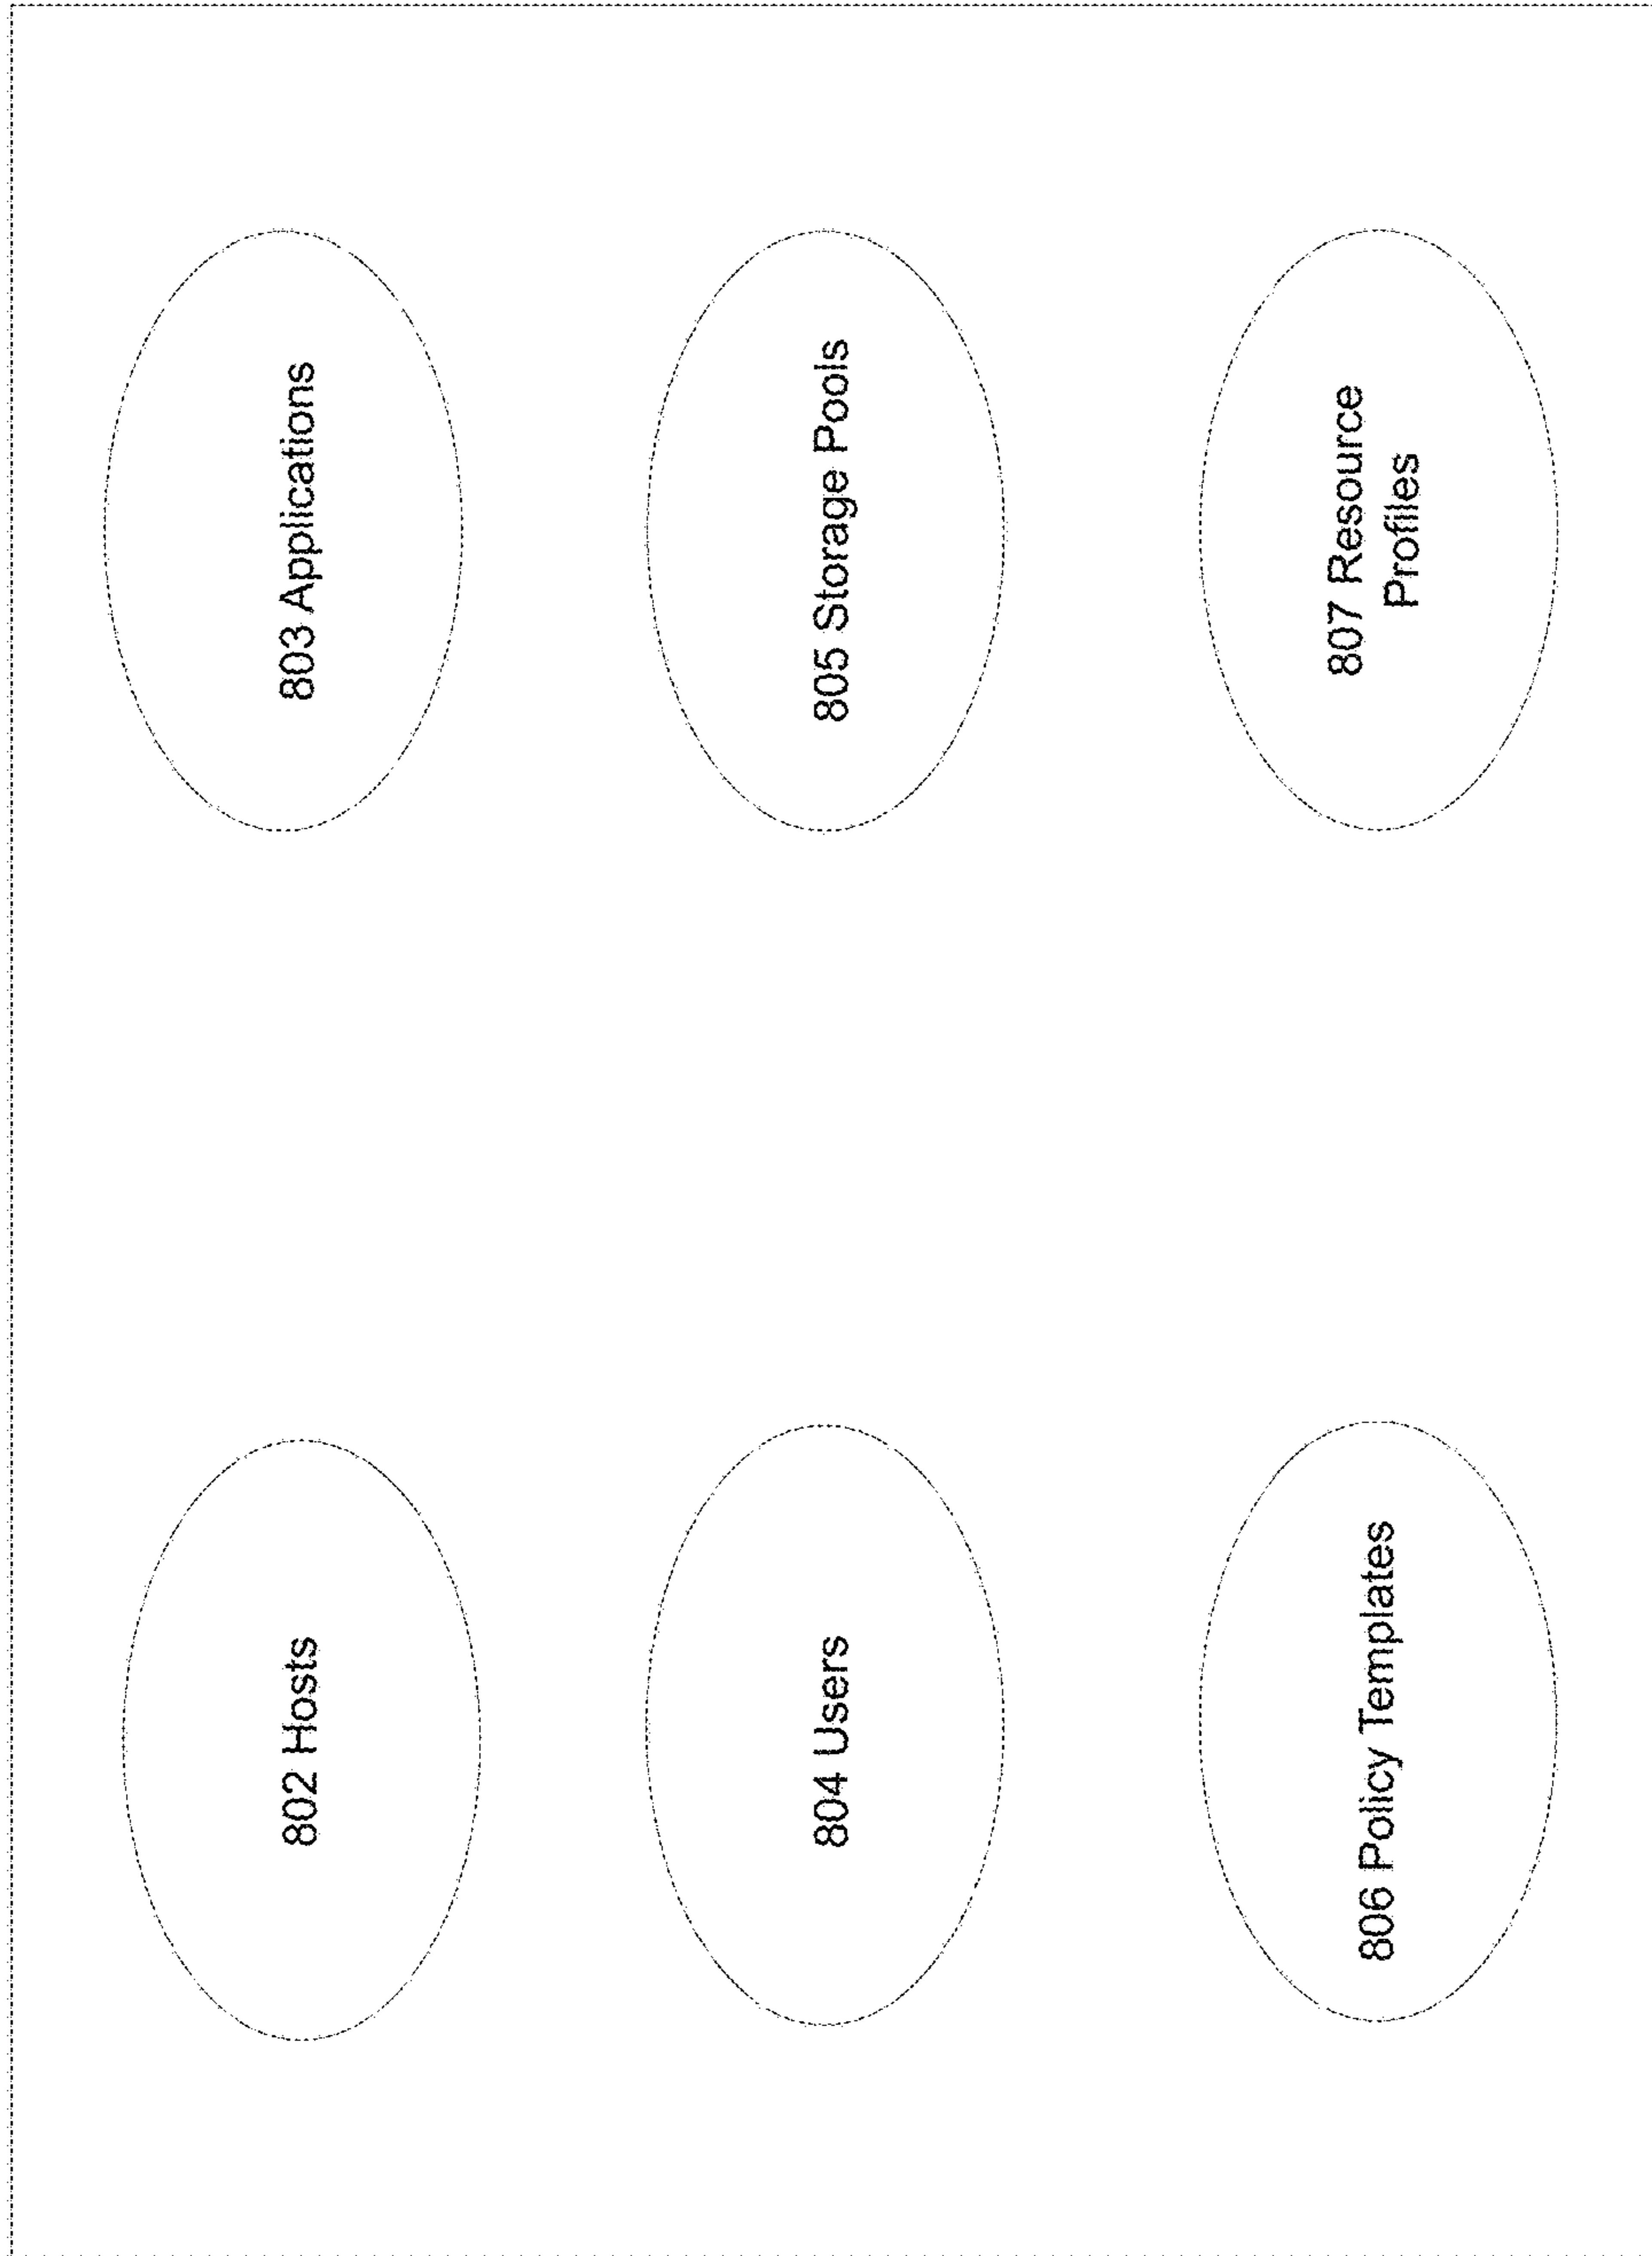 802 Hosts
803 Applications
804 Users
805 Storage Pools
806 Policy Templates
807 Resource
Profiles